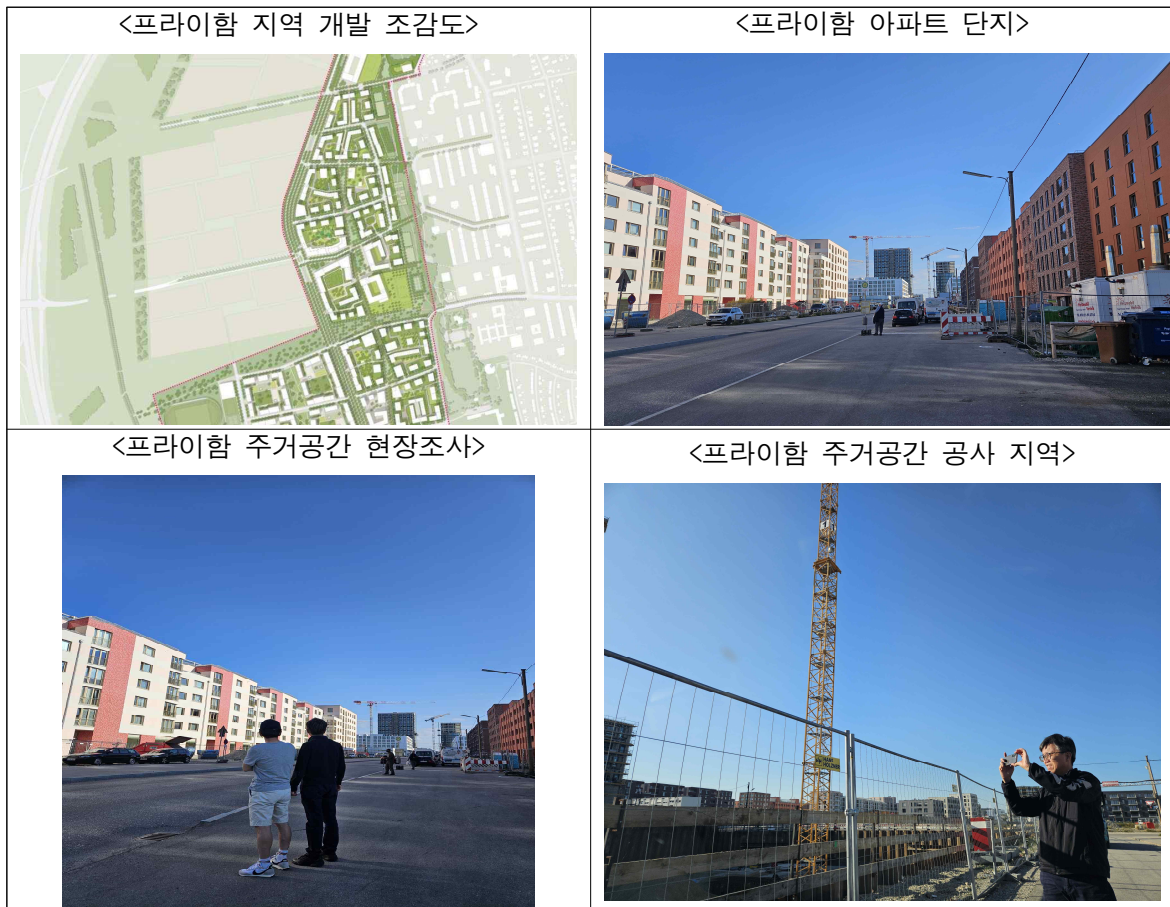 <프라이함 지역 개발 조감도>
<프라이함 아파트 단지>
<프라이함 주거공간 현장조사>
<프라이함 주거공간 공사 지역>